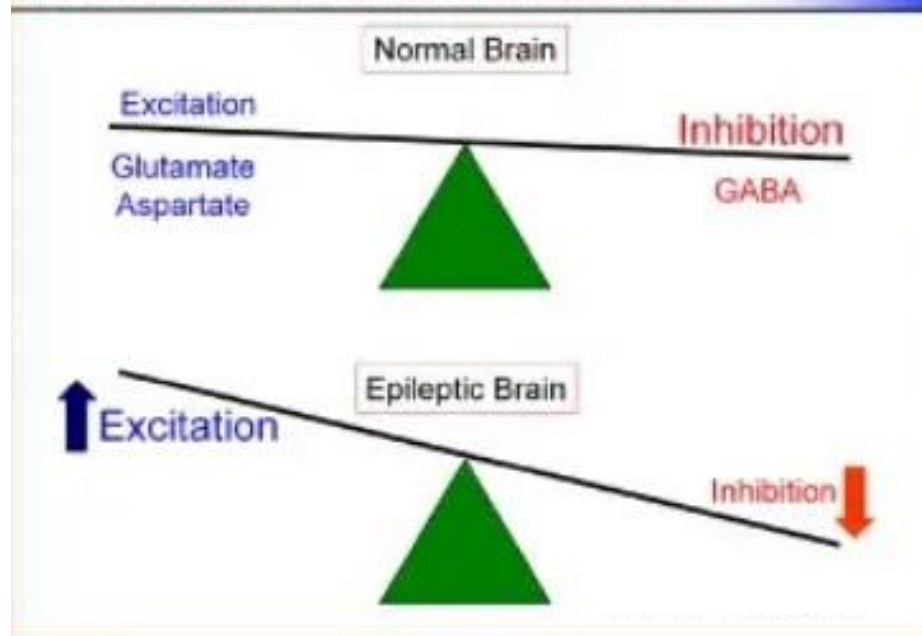 Normal Brain
Excitation
Inhibition
Glutamate
Aspartate
GABA
Epileptic Brain
Excitation
Inhibition